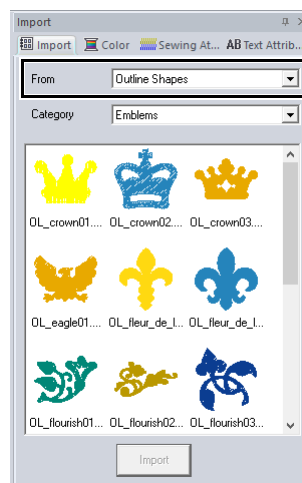 Import
Import Color Sewing At... AB Text Attrib...
From Outline Shapes
Category Emblems
OL_crown01.... OL_crown02.... OL_crown03....
OL_eagle01.... OL_fleur_de_l... OL_fleur_de_l...
OL_flourish01... OL_flourish02... OL_flourish03...
Import